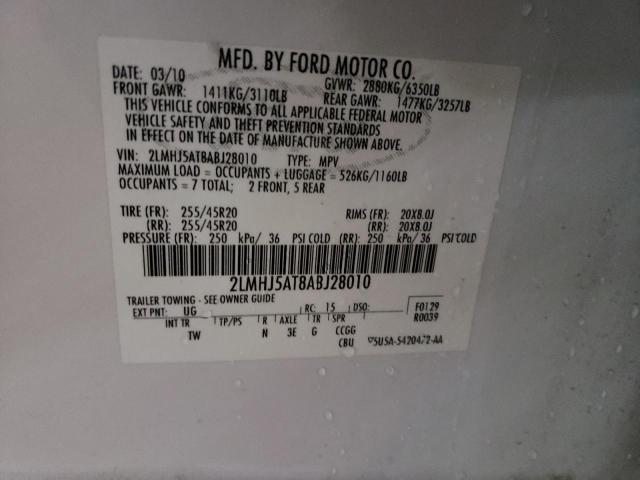 MFD. BY FORD MOTOR CO.
DATE: 03/10 GVWR: 2880KG/6350LB
FRONT GAWR: 1411KG/3110LB REAR GAWR: 1477KG/3257LB
THIS VEHICLE CONFORMS TO ALL APPLICABLE FEDERAL MOTOR
VEHICLE SAFETY AND THEFT PREVENTION STANDARDS
IN EFFECT ON THE DATE OF MANUFACTURE SHOWN ABOVE.
VIN: 2LMHJ5AT8ABJ28010 TYPE: MPV
MAXIMUM LOAD = OCCUPANTS + LUGGAGE = 526KG/1160LB
OCCUPANTS = 7 TOTAL; 2 FRONT, 5 REAR
TIRE (FR): 255/45R20 RIMS (FR): 20X8.0J
(RR): 255/45R20 (RR): 20X8.0J
PRESSURE (FR): 250 kPa/ 36 PSI COLD (RR): 250 kPa/ 36 PSI COLD
2LMHJ5AT8ABJ28010
TRAILER TOWING - SEE OWNER GUIDE
EXT PNT: UG RC: 15 DSO: F0129
INT TR TP/PS R AXLE TR SPR R0039
TW N 3E G CCGG
CBU 5U5A-5420472-AA